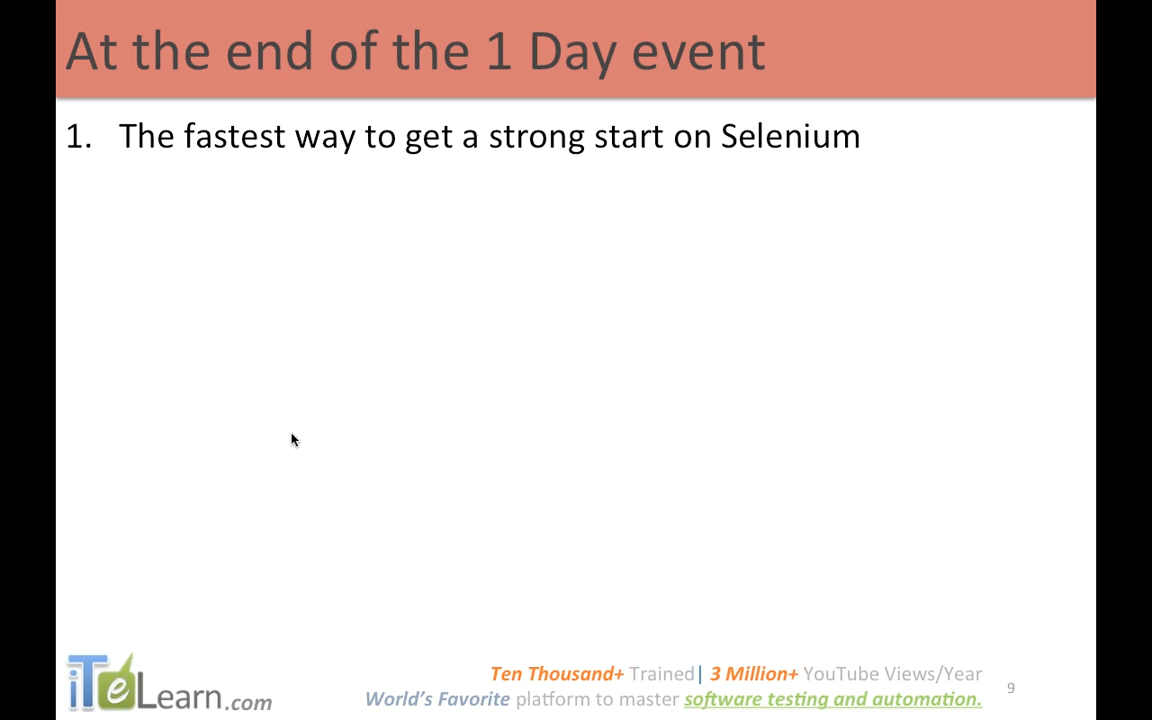 At the end of the 1 Day event
1. The fastest way to get a strong start on Selenium
iTeLearn.com
Ten Thousand+ Trained| 3 Million+ YouTube Views/Year
World's Favorite platform to master software testing and automation.
9